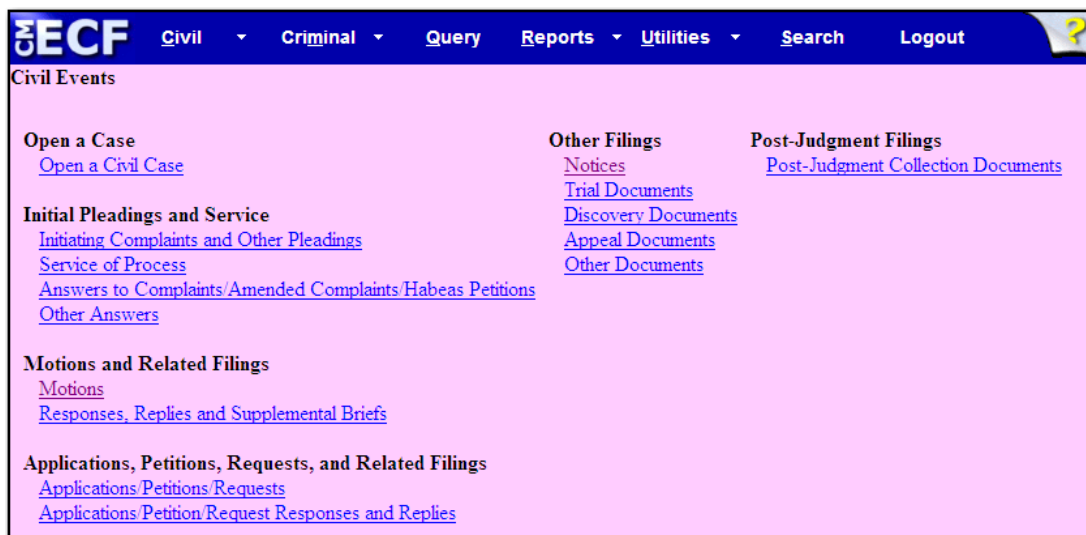 CM ECF Civil Criminal Query Reports Utilities Search Logout ?
Civil Events
Open a Case
Open a Civil Case
Initial Pleadings and Service
Initiating Complaints and Other Pleadings
Service of Process
Answers to Complaints/Amended Complaints/Habeas Petitions
Other Answers
Motions and Related Filings
Motions
Responses, Replies and Supplemental Briefs
Applications, Petitions, Requests, and Related Filings
Applications/Petitions/Requests
Applications/Petition/Request Responses and Replies
Other Filings
Notices
Trial Documents
Discovery Documents
Appeal Documents
Other Documents
Post-Judgment Filings
Post-Judgment Collection Documents